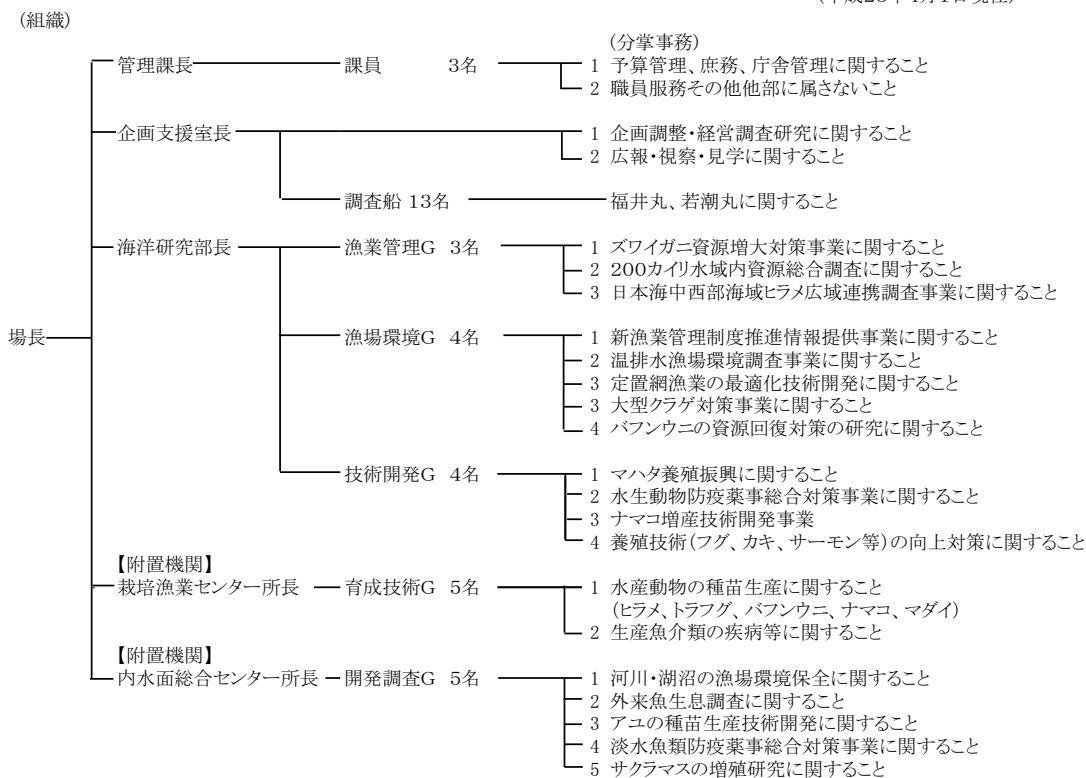 (組織)
(分掌事務)
管理課長 課員 3名 1 予算管理、庶務、庁舎管理に関すること
2 職員服務その他他部に属さないこと
企画支援室長 1 企画調整・経営調査研究に関すること
2 広報・視察・見学に関すること
調査船 13名 福井丸、若潮丸に関すること
海洋研究部長 漁業管理G 3名 1 ズワイガニ資源増大対策事業に関すること
2 200カイリ水域内資源総合調査に関すること
3 日本海中西部海域ヒラメ広域連携調査事業に関すること
場長 漁場環境G 4名 1 新漁業管理制度推進情報提供事業に関すること
2 温排水漁場環境調査事業に関すること
3 定置網漁業の最適化技術開発に関すること
3 大型クラゲ対策事業に関すること
4 バフンウニの資源回復対策の研究に関すること
技術開発G 4名 1 マハタ養殖振興に関すること
2 水生動物防疫薬事総合対策事業に関すること
3 ナマコ増産技術開発事業
4 養殖技術(フグ、カキ、サーモン等)の向上対策に関すること
【附置機関】
栽培漁業センター所長 育成技術G 5名 1 水産動物の種苗生産に関すること
(ヒラメ、トラフグ、バフンウニ、ナマコ、マダイ)
2 生産魚介類の疾病等に関すること
【附置機関】
内水面総合センター所長 開発調査G 5名 1 河川・湖沼の漁場環境保全に関すること
2 外来魚生息調査に関すること
3 アユの種苗生産技術開発に関すること
4 淡水魚類防疫薬事総合対策事業に関すること
5 サクラマスの増殖研究に関すること